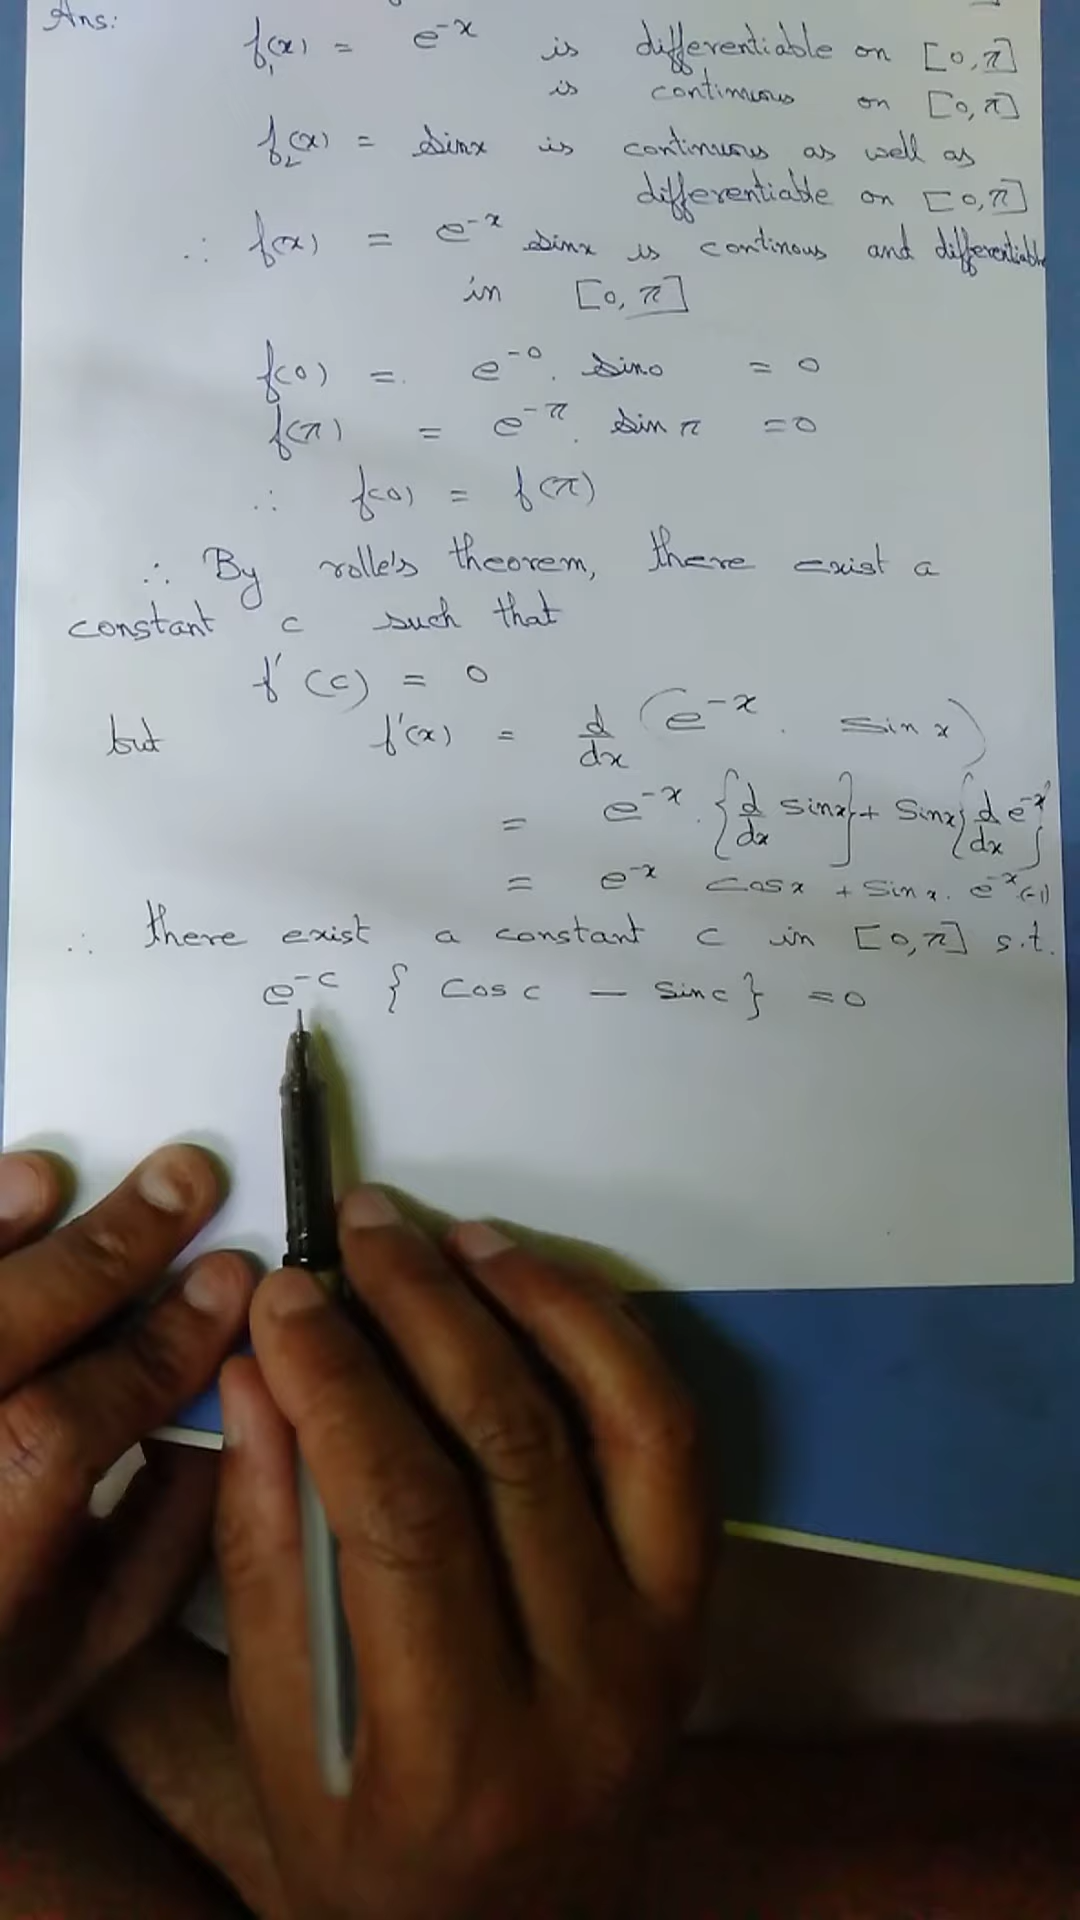 Ans:
f₁(x) = e^-x is differentiable on [0, π]
is continuous on [0, π]
f₂(x) = sinx is continuous as well as
differentiable on [0, π]
∴ f(x) = e^-x sinx is continous and differentiable
in [0, π]
f(0) = e^-0 . sin0 = 0
f(π) = e^-π . sin π = 0
∴ f(0) = f(π)
∴ By rolle's theorem, there exist a
constant c such that
f'(c) = 0
but f'(x) = d/dx (e^-x . sin x)
= e^-x . {d/dx sinx} + sinx {d/dx e^-x}
= e^-x cosx + sinx . e^-x (-1)
∴ there exist a constant c in [0, π] s.t.
e^-c { cos c - sin c } = 0